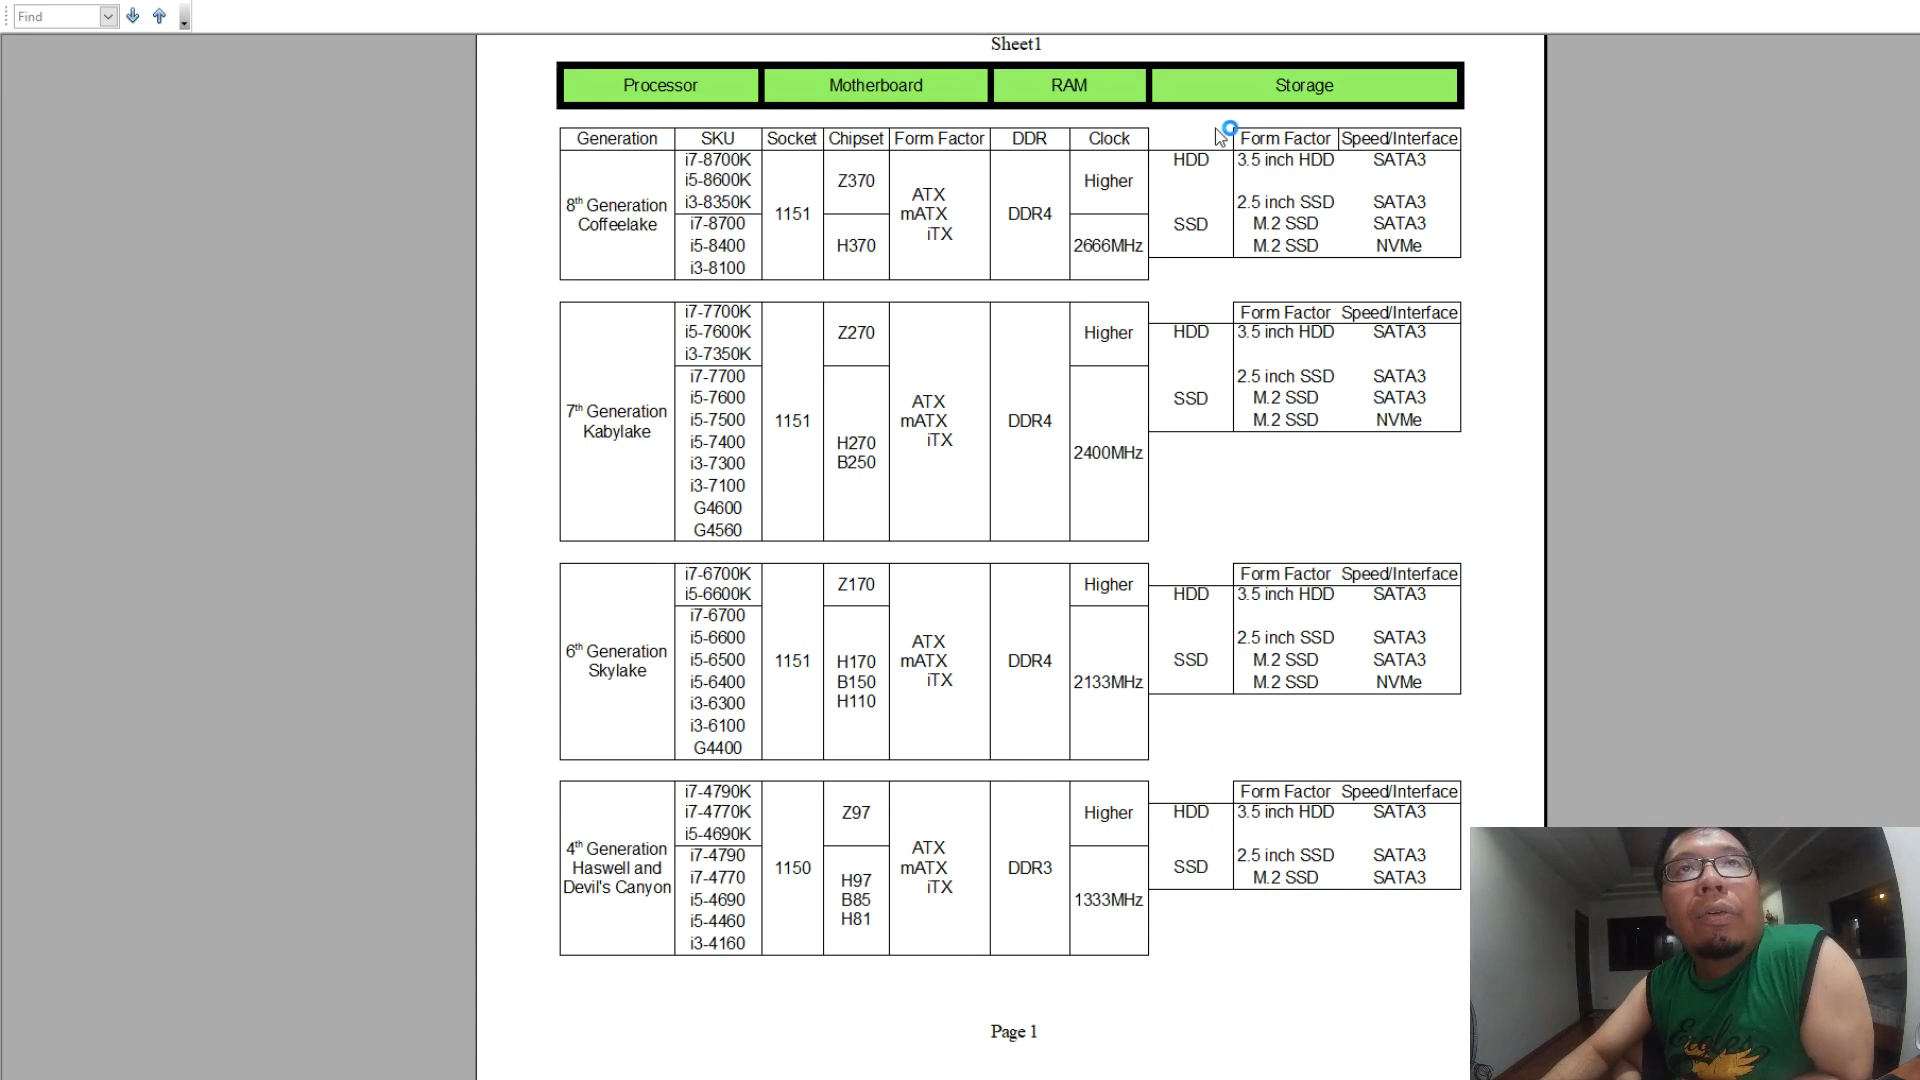 Find
Sheet1
Processor Motherboard RAM Storage
Generation SKU Socket Chipset Form Factor DDR Clock Form Factor Speed/Interface
8th Generation
Coffeelake
i7-8700K
i5-8600K
i3-8350K
i7-8700
i5-8400
i3-8100
1151
Z370
H370
ATX
mATX
iTX
DDR4
Higher
2666MHz
HDD 3.5 inch HDD SATA3
SSD
2.5 inch SSD SATA3
M.2 SSD SATA3
M.2 SSD NVMe
7th Generation
Kabylake
i7-7700K
i5-7600K
i3-7350K
i7-7700
i5-7600
i5-7500
i5-7400
i3-7300
i3-7100
G4600
G4560
1151
Z270
H270
B250
ATX
mATX
iTX
DDR4
Higher
2400MHz
Form Factor Speed/Interface
HDD 3.5 inch HDD SATA3
SSD
2.5 inch SSD SATA3
M.2 SSD SATA3
M.2 SSD NVMe
6th Generation
Skylake
i7-6700K
i5-6600K
i7-6700
i5-6600
i5-6500
i5-6400
i3-6300
i3-6100
G4400
1151
Z170
H170
B150
H110
ATX
mATX
iTX
DDR4
Higher
2133MHz
Form Factor Speed/Interface
HDD 3.5 inch HDD SATA3
SSD
2.5 inch SSD SATA3
M.2 SSD SATA3
M.2 SSD NVMe
4th Generation
Haswell and
Devil's Canyon
i7-4790K
i7-4770K
i5-4690K
i7-4790
i7-4770
i5-4690
i5-4460
i3-4160
1150
Z97
H97
B85
H81
ATX
mATX
iTX
DDR3
Higher
1333MHz
Form Factor Speed/Interface
HDD 3.5 inch HDD SATA3
SSD
2.5 inch SSD SATA3
M.2 SSD SATA3
Page 1
Eagles